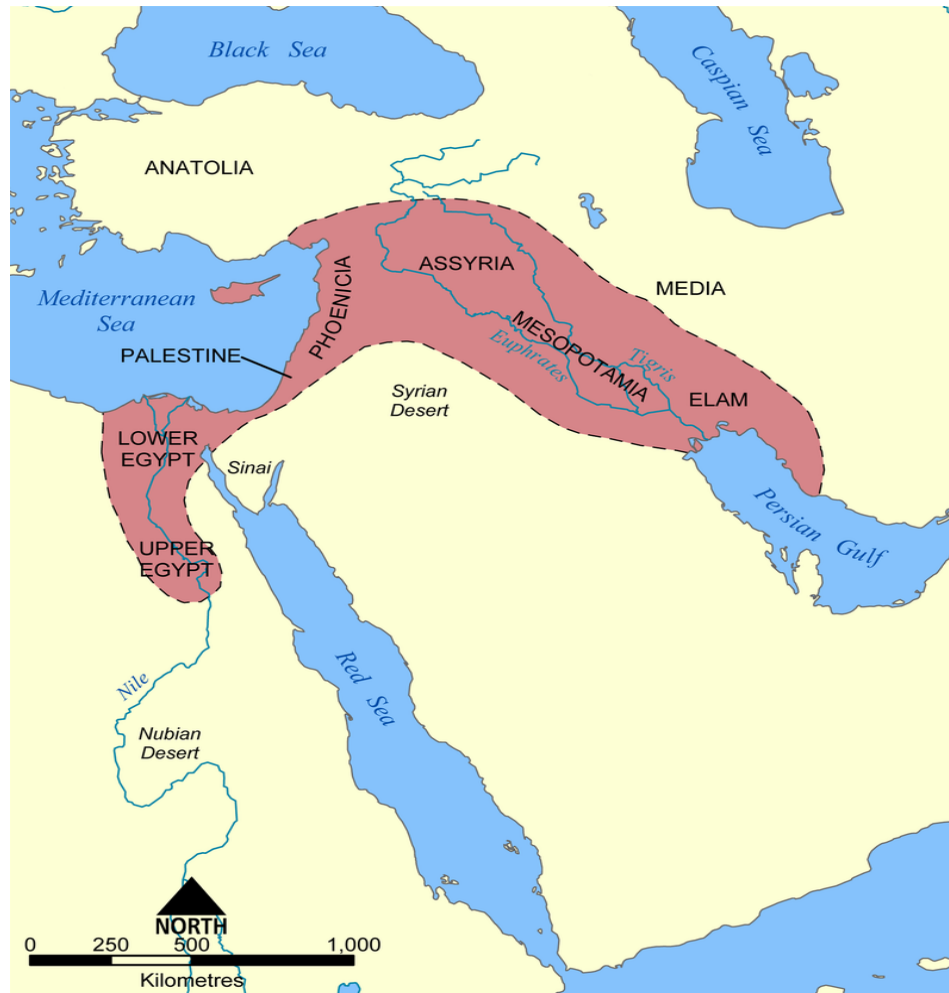 Black Sea
Caspian Sea
ANATOLIA
ASSYRIA
PHOENICIA
MEDIA
Mediterranean
Sea
MESOPOTAMIA
Euphrates
Tigris
PALESTINE
Syrian
Desert
ELAM
LOWER
EGYPT
Sinai
Persian Gulf
UPPER
EGYPT
Red Sea
Nile
Nubian
Desert
NORTH
0 250 500 1,000
Kilometres